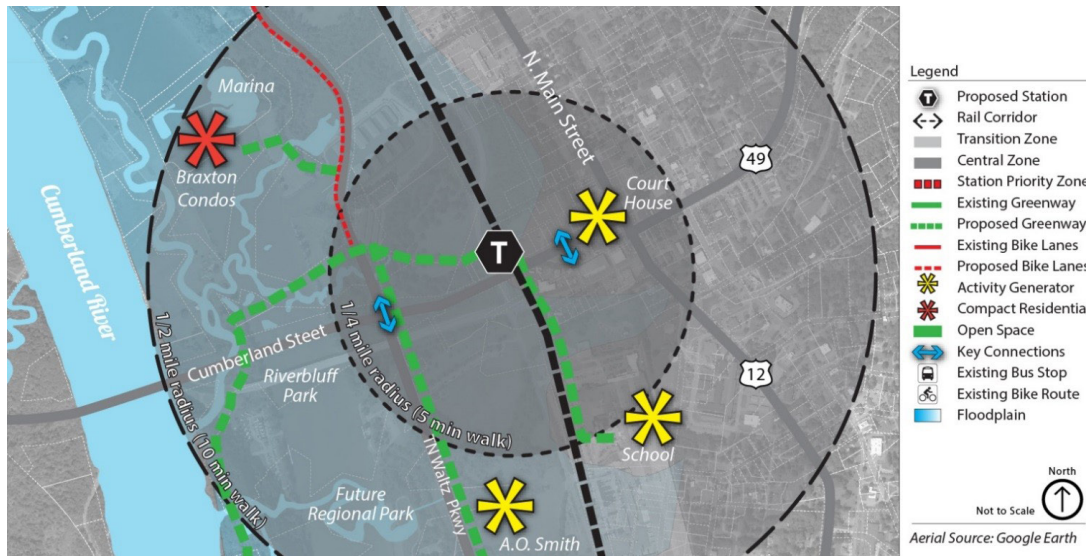 Marina
Braxton
Condos
Cumberland River
N. Main Street
49
Court
House
T
1/2 mile radius (10 min walk)
Cumberland Steet
Riverbluff
Park
1/4 mile radius (5 min walk)
TN Waltz Pkwy
12
School
Future
Regional Park
A.O. Smith
Legend
T Proposed Station
Rail Corridor
Transition Zone
Central Zone
Station Priority Zone
Existing Greenway
Proposed Greenway
Existing Bike Lanes
Proposed Bike Lanes
Activity Generator
Compact Residentia
Open Space
Key Connections
Existing Bus Stop
Existing Bike Route
Floodplain
North
Not to Scale
Aerial Source: Google Earth